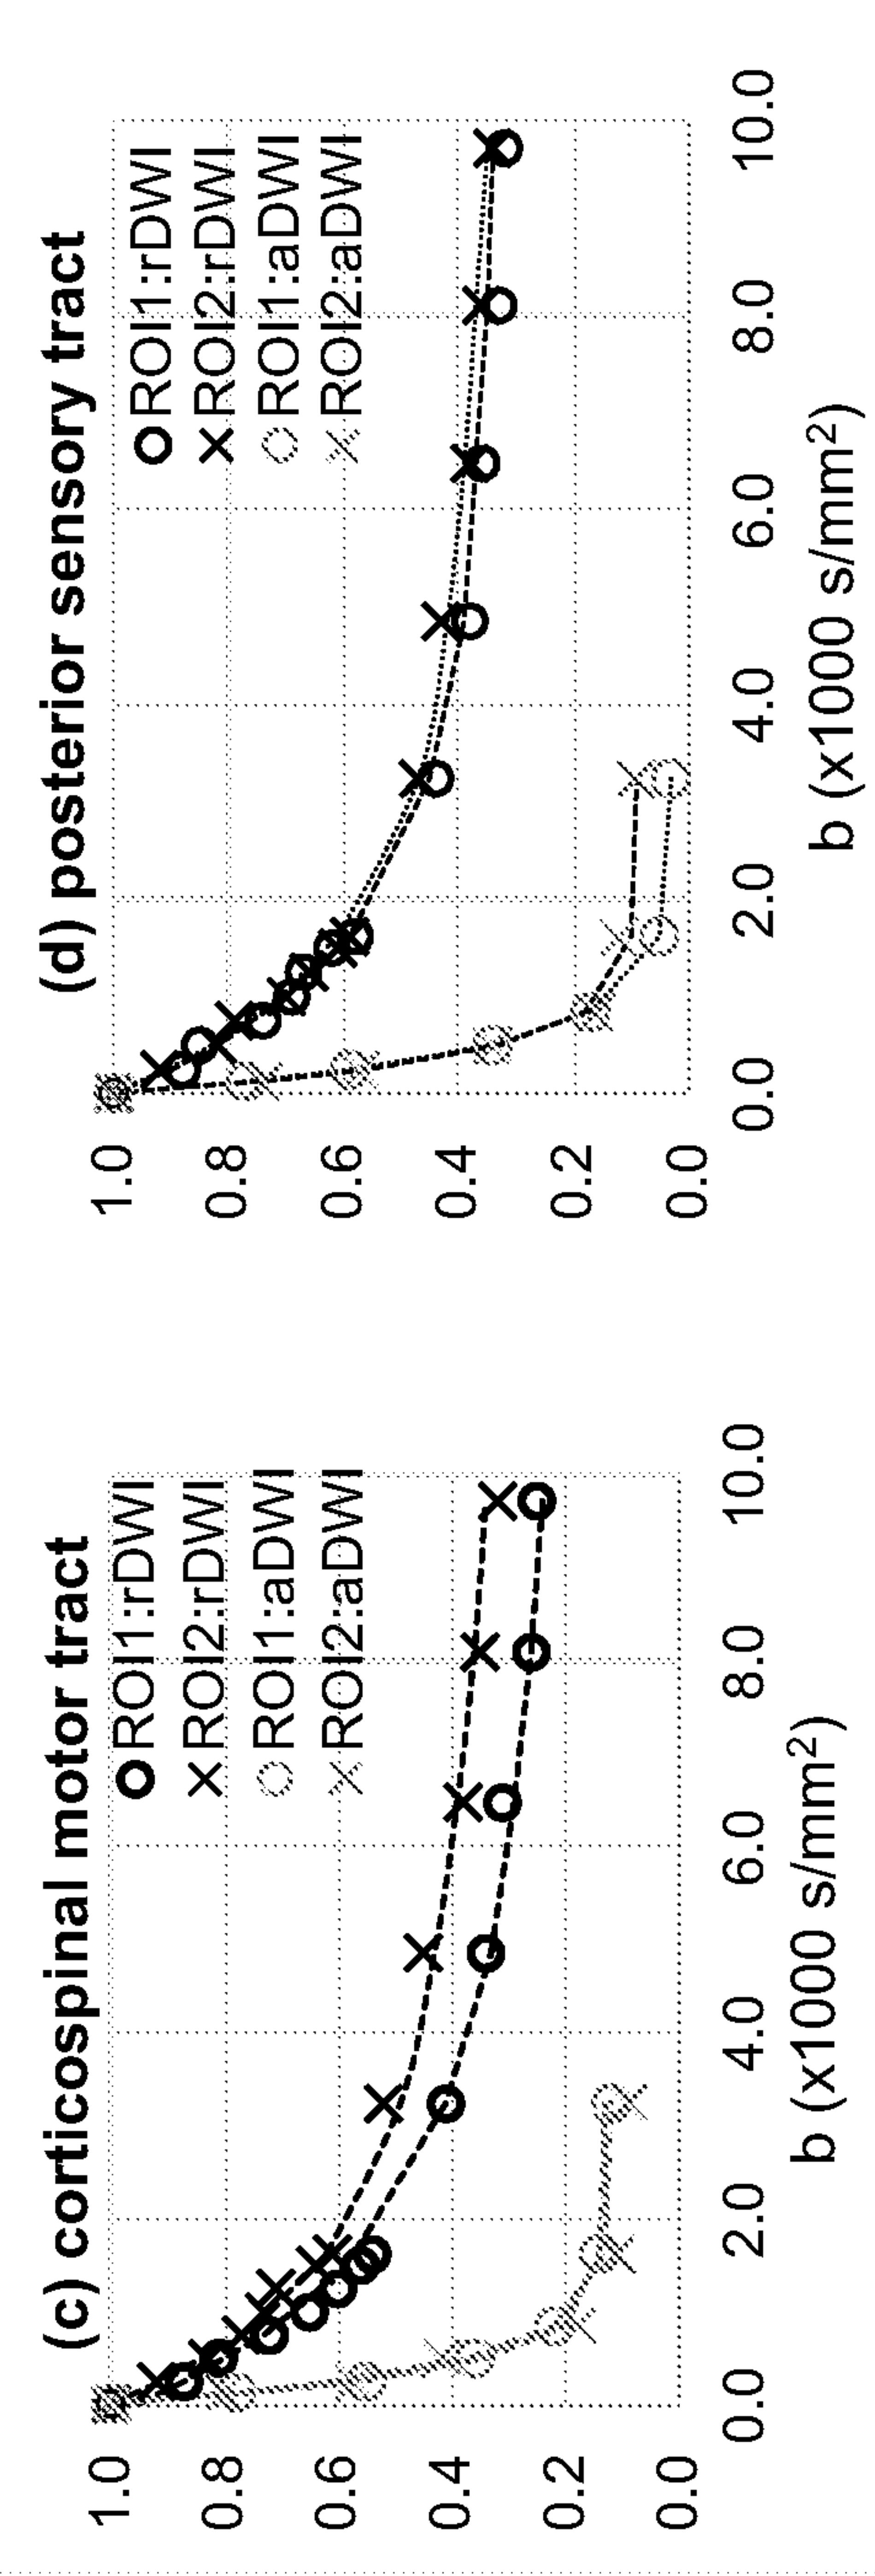 (c) corticospinal motor tract
1.0
0.8
0.6
0.4
0.2
0.0
ROI1:rDWI
ROI2:rDWI
ROI1:aDWI
ROI2:aDWI
0.0 2.0 4.0 6.0 8.0 10.0
b (x1000 s/mm²)
(d) posterior sensory tract
1.0
0.8
0.6
0.4
0.2
0.0
ROI1:rDWI
ROI2:rDWI
ROI1:aDWI
ROI2:aDWI
0.0 2.0 4.0 6.0 8.0 10.0
b (x1000 s/mm²)